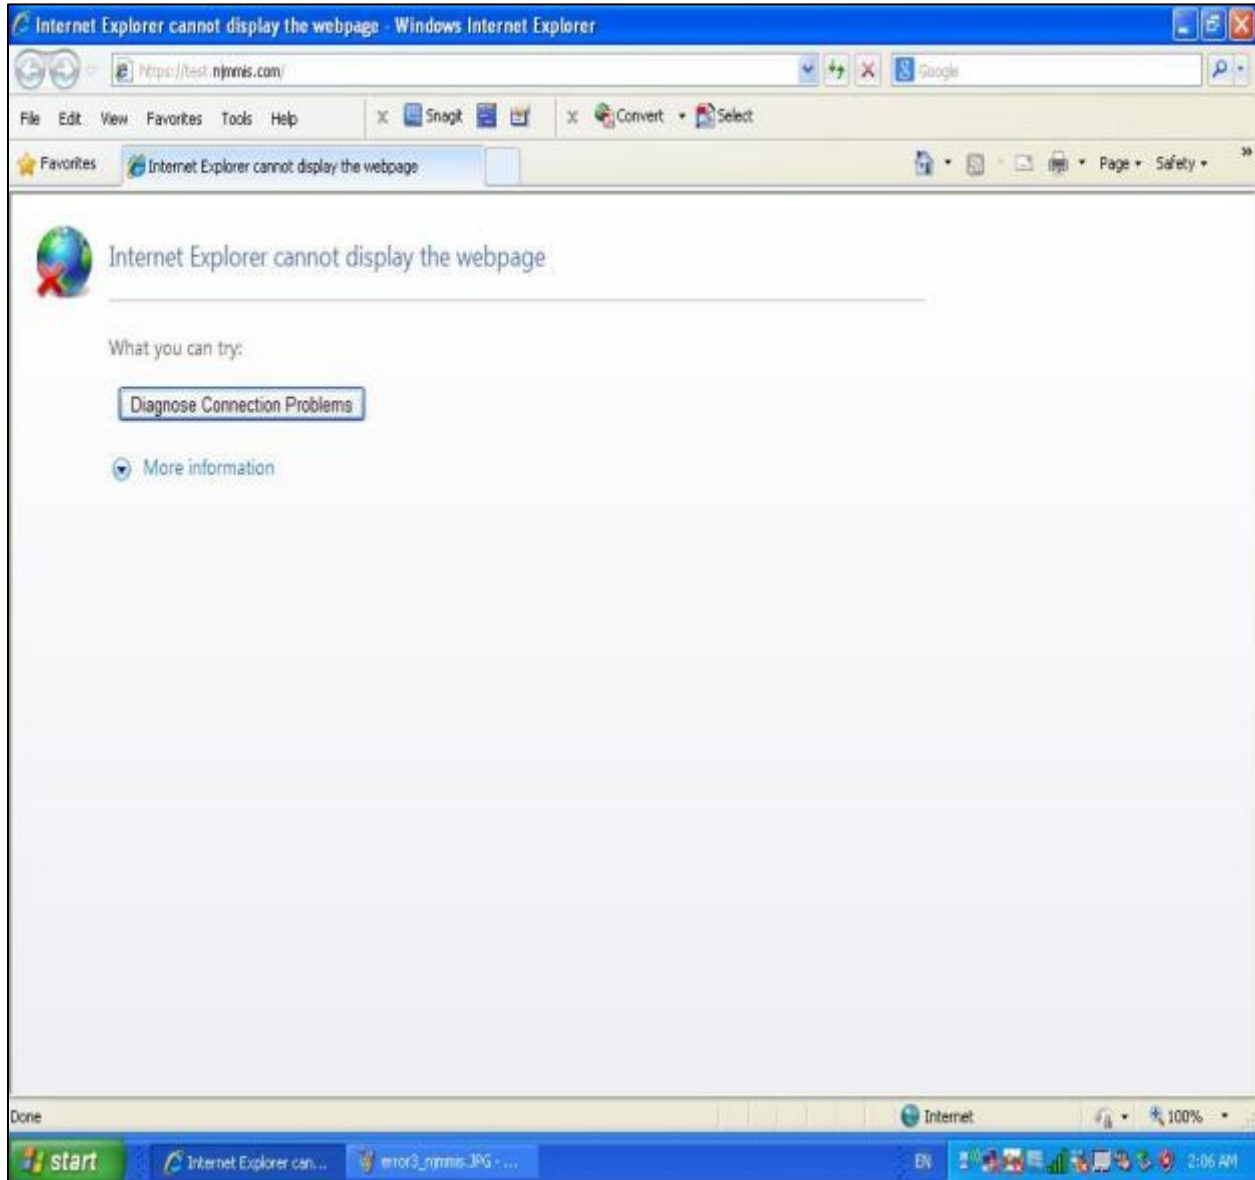 Internet Explorer cannot display the webpage - Windows Internet Explorer
https://test.njmmis.com/
Google
File Edit View Favorites Tools Help x Snagit x Convert Select
Favorites Internet Explorer cannot display the webpage Page Safety »
Internet Explorer cannot display the webpage
What you can try:
Diagnose Connection Problems
More information
Done Internet 100%
start Internet Explorer can... error3_njmmis.JPG - ... EN 2:06 AM